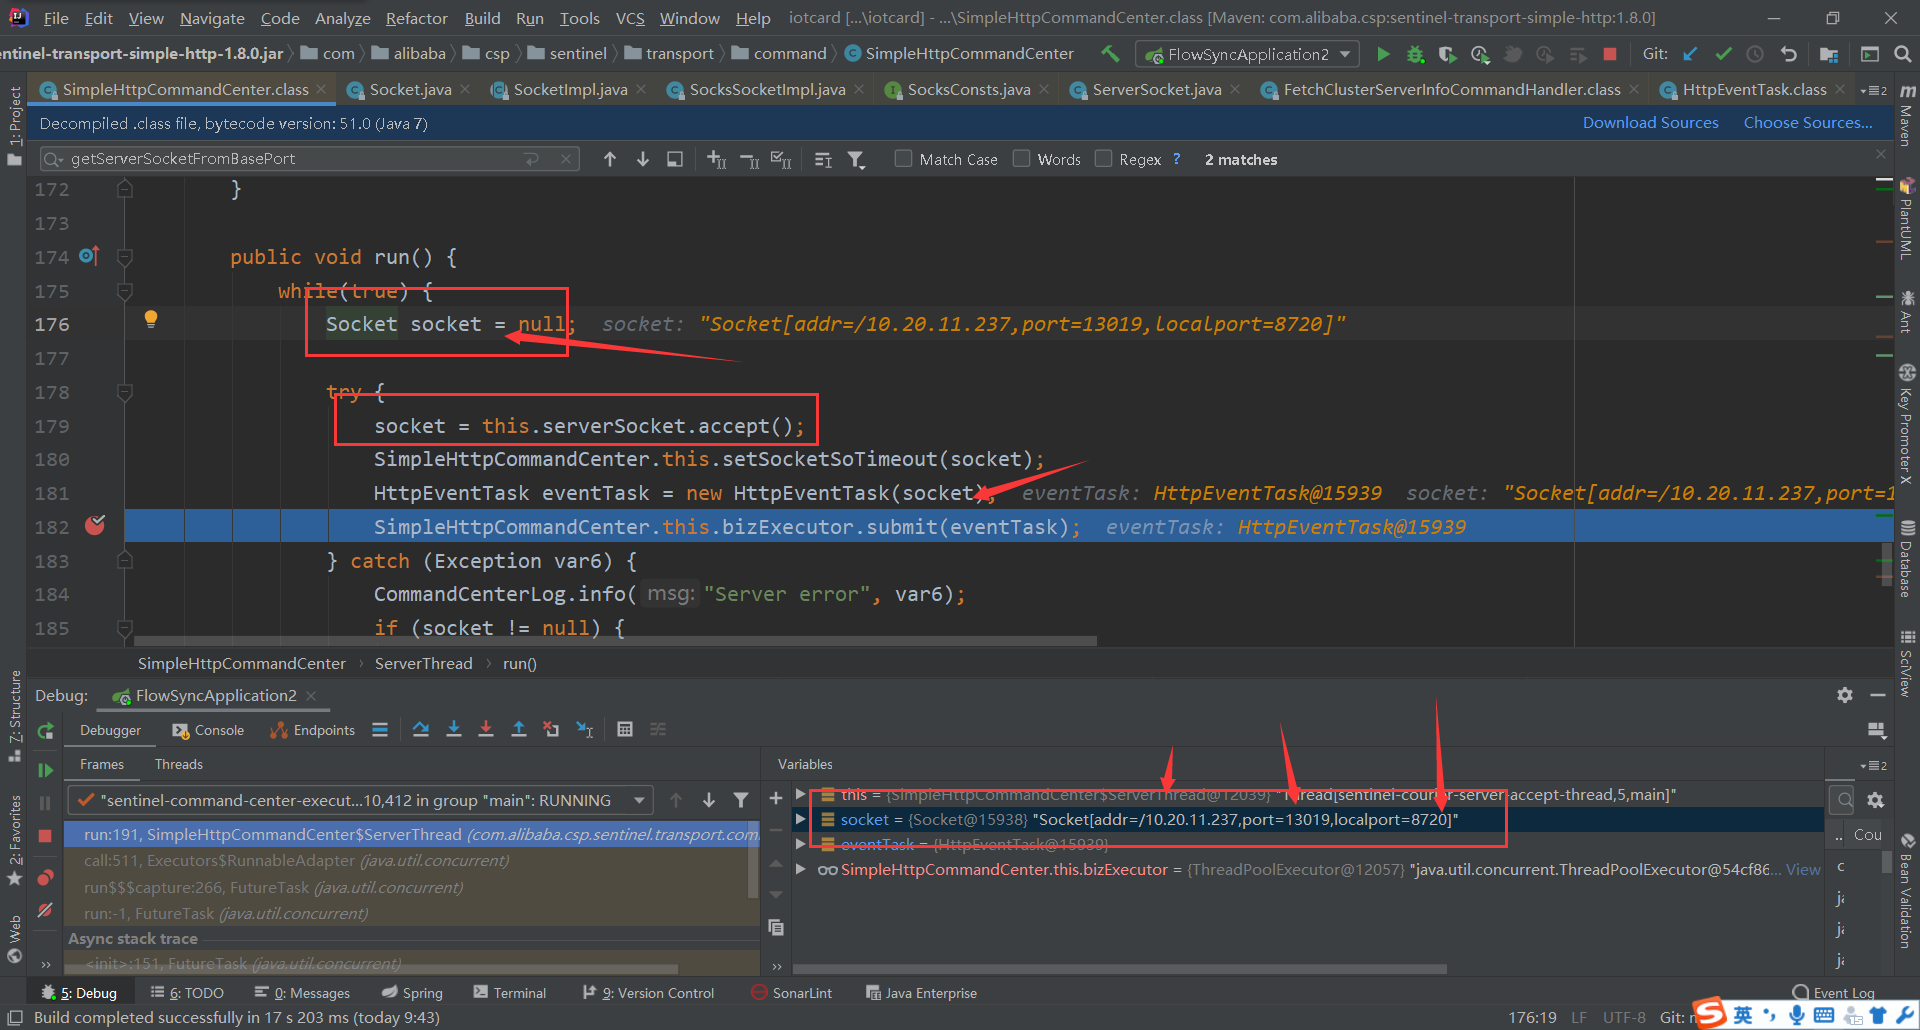 File Edit View Navigate Code Analyze Refactor Build Run Tools VCS Window Help iotcard [...\iotcard] - ...\SimpleHttpCommandCenter.class [Maven: com.alibaba.csp:sentinel-transport-simple-http:1.8.0]
entinel-transport-simple-http-1.8.0.jar com alibaba csp sentinel transport command SimpleHttpCommandCenter FlowSyncApplication2 Git:
SimpleHttpCommandCenter.class Socket.java SocketImpl.java SocksSocketImpl.java SocksConsts.java ServerSocket.java FetchClusterServerInfoCommandHandler.class HttpEventTask.class 2
Decompiled .class file, bytecode version: 51.0 (Java 7) Download Sources Choose Sources...
getServerSocketFromBasePort Match Case Words Regex ? 2 matches
172 }
173
174 public void run() {
175 while(true) {
176 Socket socket = null; socket: "Socket[addr=/10.20.11.237,port=13019,localport=8720]"
177
178 try {
179 socket = this.serverSocket.accept();
180 SimpleHttpCommandCenter.this.setSocketSoTimeout(socket);
181 HttpEventTask eventTask = new HttpEventTask(socket); eventTask: HttpEventTask@15939 socket: "Socket[addr=/10.20.11.237,port=1
182 SimpleHttpCommandCenter.this.bizExecutor.submit(eventTask); eventTask: HttpEventTask@15939
183 } catch (Exception var6) {
184 CommandCenterLog.info( msg: "Server error", var6);
185 if (socket != null) {
SimpleHttpCommandCenter › ServerThread › run()
Debug: FlowSyncApplication2
Debugger Console Endpoints
Frames Threads Variables 2
"sentinel-command-center-execut...10,412 in group "main": RUNNING
this = {SimpleHttpCommandCenter$ServerThread@12039} "Thread[sentinel-courier-server-accept-thread,5,main]"
socket = {Socket@15938} "Socket[addr=/10.20.11.237,port=13019,localport=8720]"
eventTask = {HttpEventTask@15939}
SimpleHttpCommandCenter.this.bizExecutor = {ThreadPoolExecutor@12057} "java.util.concurrent.ThreadPoolExecutor@54cf86... View
run:191, SimpleHttpCommandCenter$ServerThread (com.alibaba.csp.sentinel.transport.com
call:511, Executors$RunnableAdapter (java.util.concurrent)
run$$$capture:266, FutureTask (java.util.concurrent)
run:-1, FutureTask (java.util.concurrent)
Async stack trace
<init>:151, FutureTask (java.util.concurrent)
.. Cou
c
ja
ja
ja
1: Project
7: Structure
2: Favorites
Web
Maven
PlantUML
Ant
Key Promoter X
Database
SciView
Bean Validation
5: Debug 6: TODO 0: Messages Spring Terminal 9: Version Control SonarLint Java Enterprise Event Log
Build completed successfully in 17 s 203 ms (today 9:43) 176:19 LF UTF-8 Git:
英